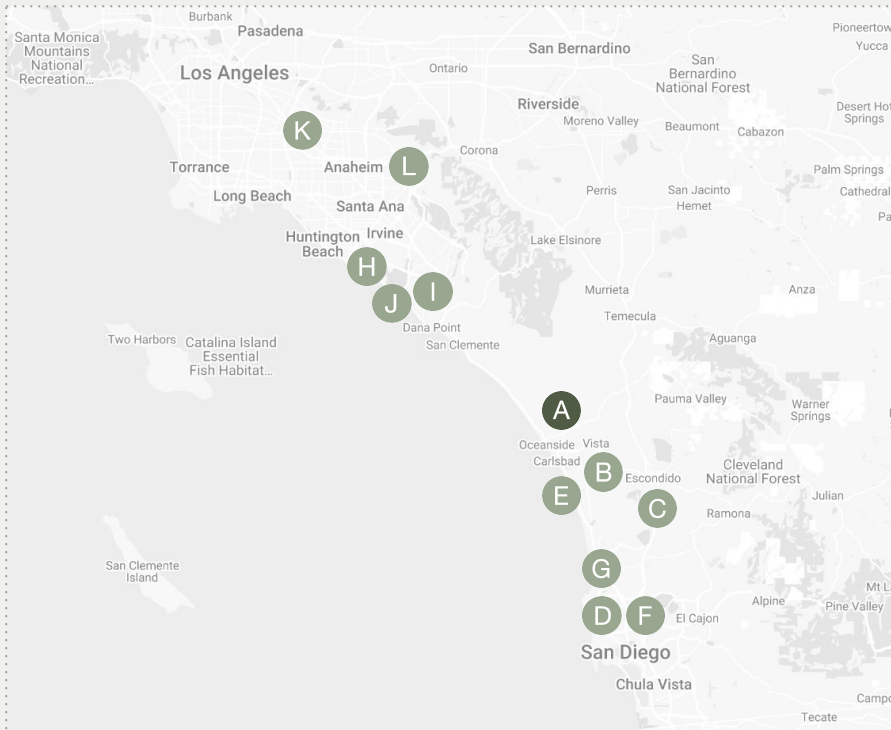 Burbank
Pasadena
Santa Monica
Mountains
National
Recreation...
Los Angeles
San Bernardino
Ontario
San
Bernardino
National Forest
Pioneertow
Yucca
Riverside
Moreno Valley
Beaumont
Cabazon
Desert Hot
Springs
K
Torrance
Anaheim
L
Corona
Palm Springs
Long Beach
Santa Ana
Perris
San Jacinto
Hemet
Cathedral
Pa
Huntington
Beach
Irvine
Lake Elsinore
H
J
I
Murrieta
Anza
Dana Point
San Clemente
Temecula
Two Harbors
Catalina Island
Essential
Fish Habitat...
Aguanga
A
Pauma Valley
Warner
Springs
Oceanside
Vista
Carlsbad
B
Escondido
Cleveland
National Forest
E
C
Ramona
Julian
San Clemente
Island
G
Mt L
D
F
El Cajon
Alpine
Pine Valley
San Diego
Chula Vista
Campo
Tecate